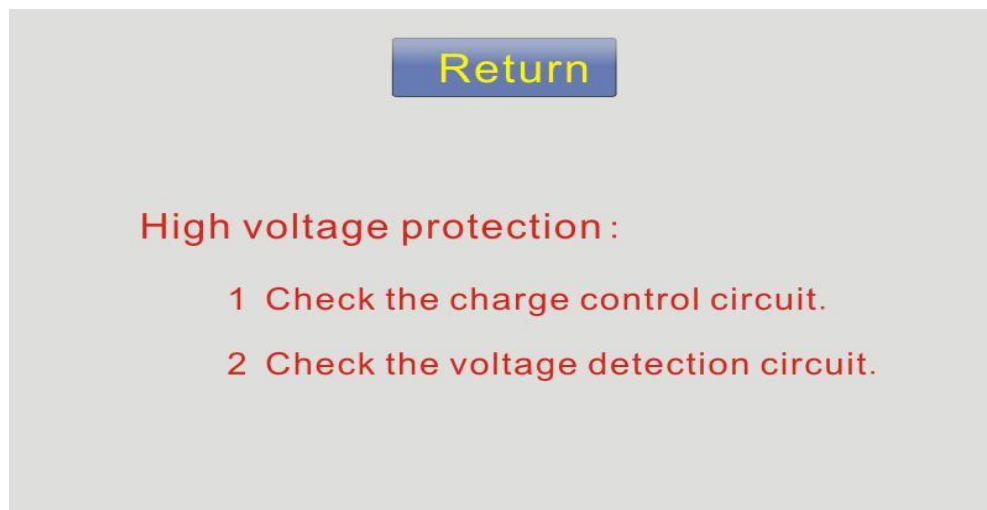 Return
High voltage protection:
1 Check the charge control circuit.
2 Check the voltage detection circuit.